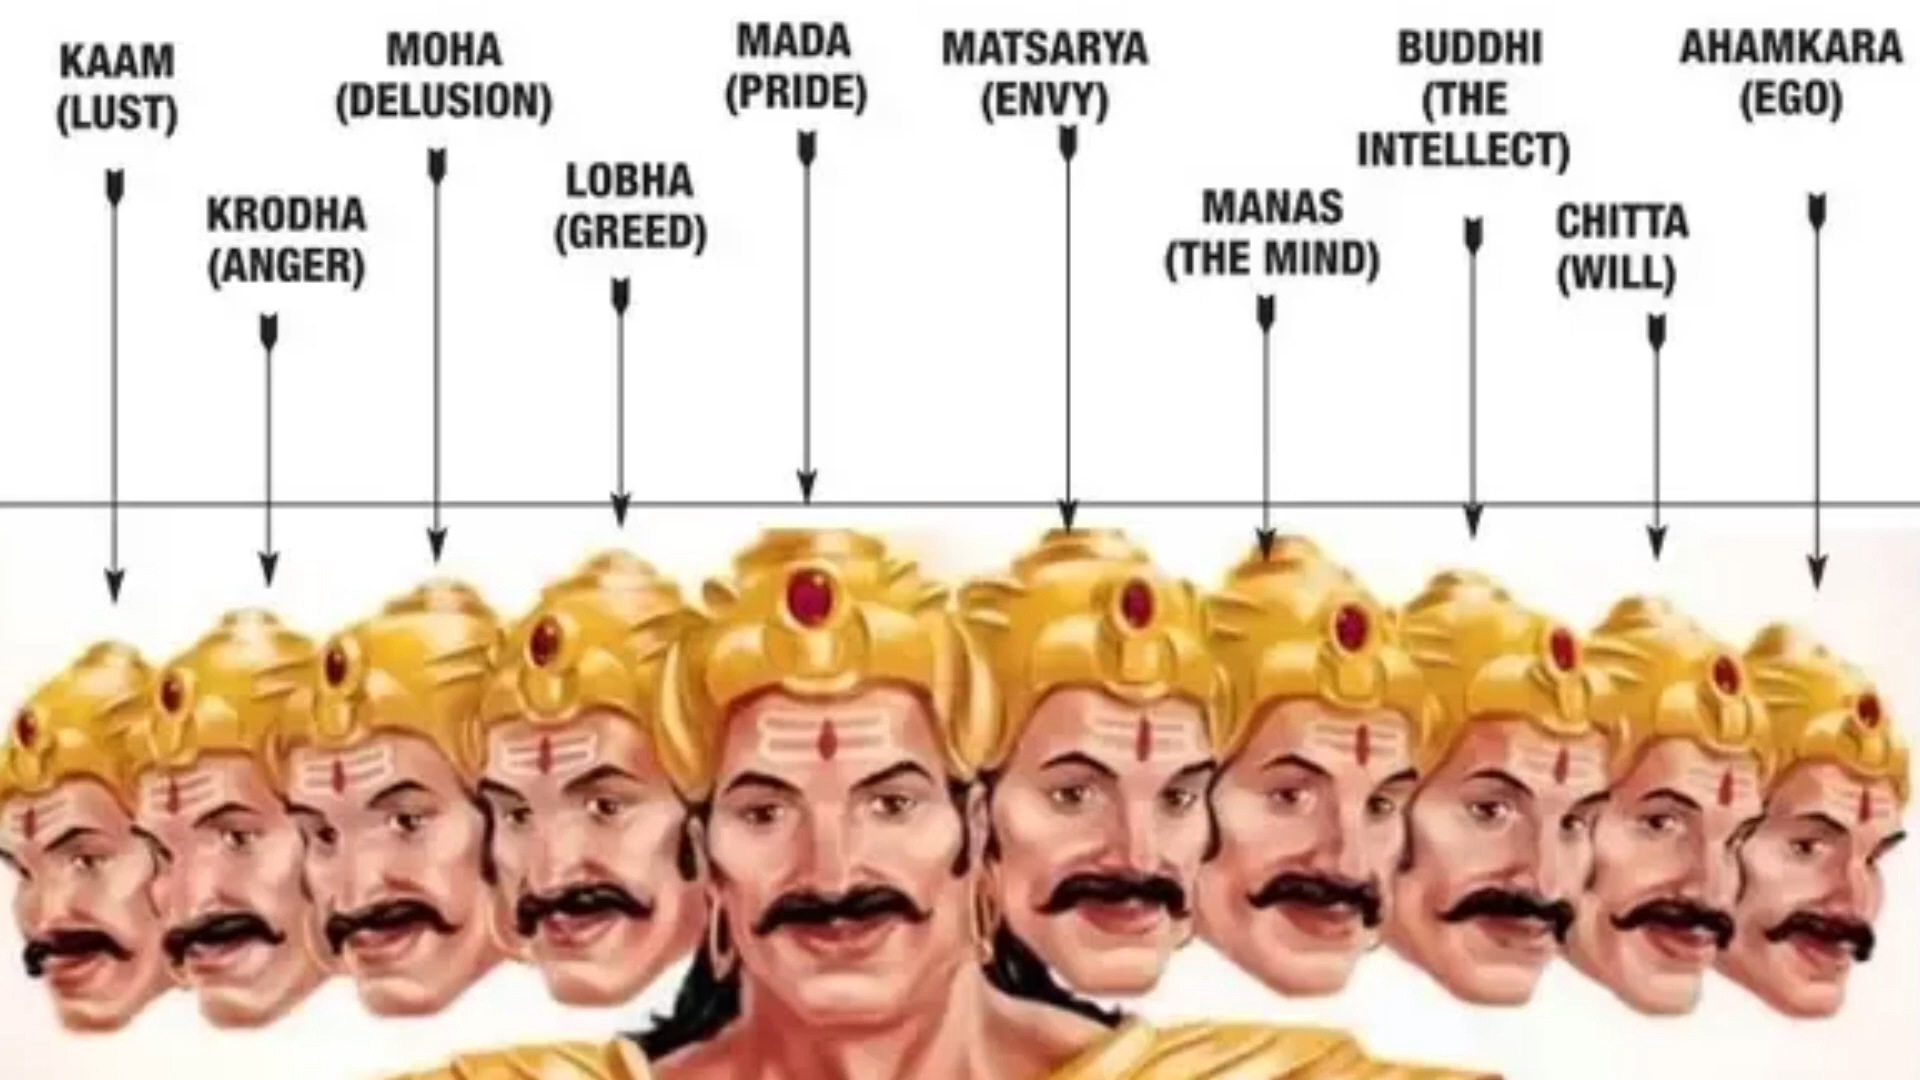 KAAM
(LUST)
KRODHA
(ANGER)
MOHA
(DELUSION)
LOBHA
(GREED)
MADA
(PRIDE)
MATSARYA
(ENVY)
MANAS
(THE MIND)
BUDDHI
(THE
INTELLECT)
CHITTA
(WILL)
AHAMKARA
(EGO)